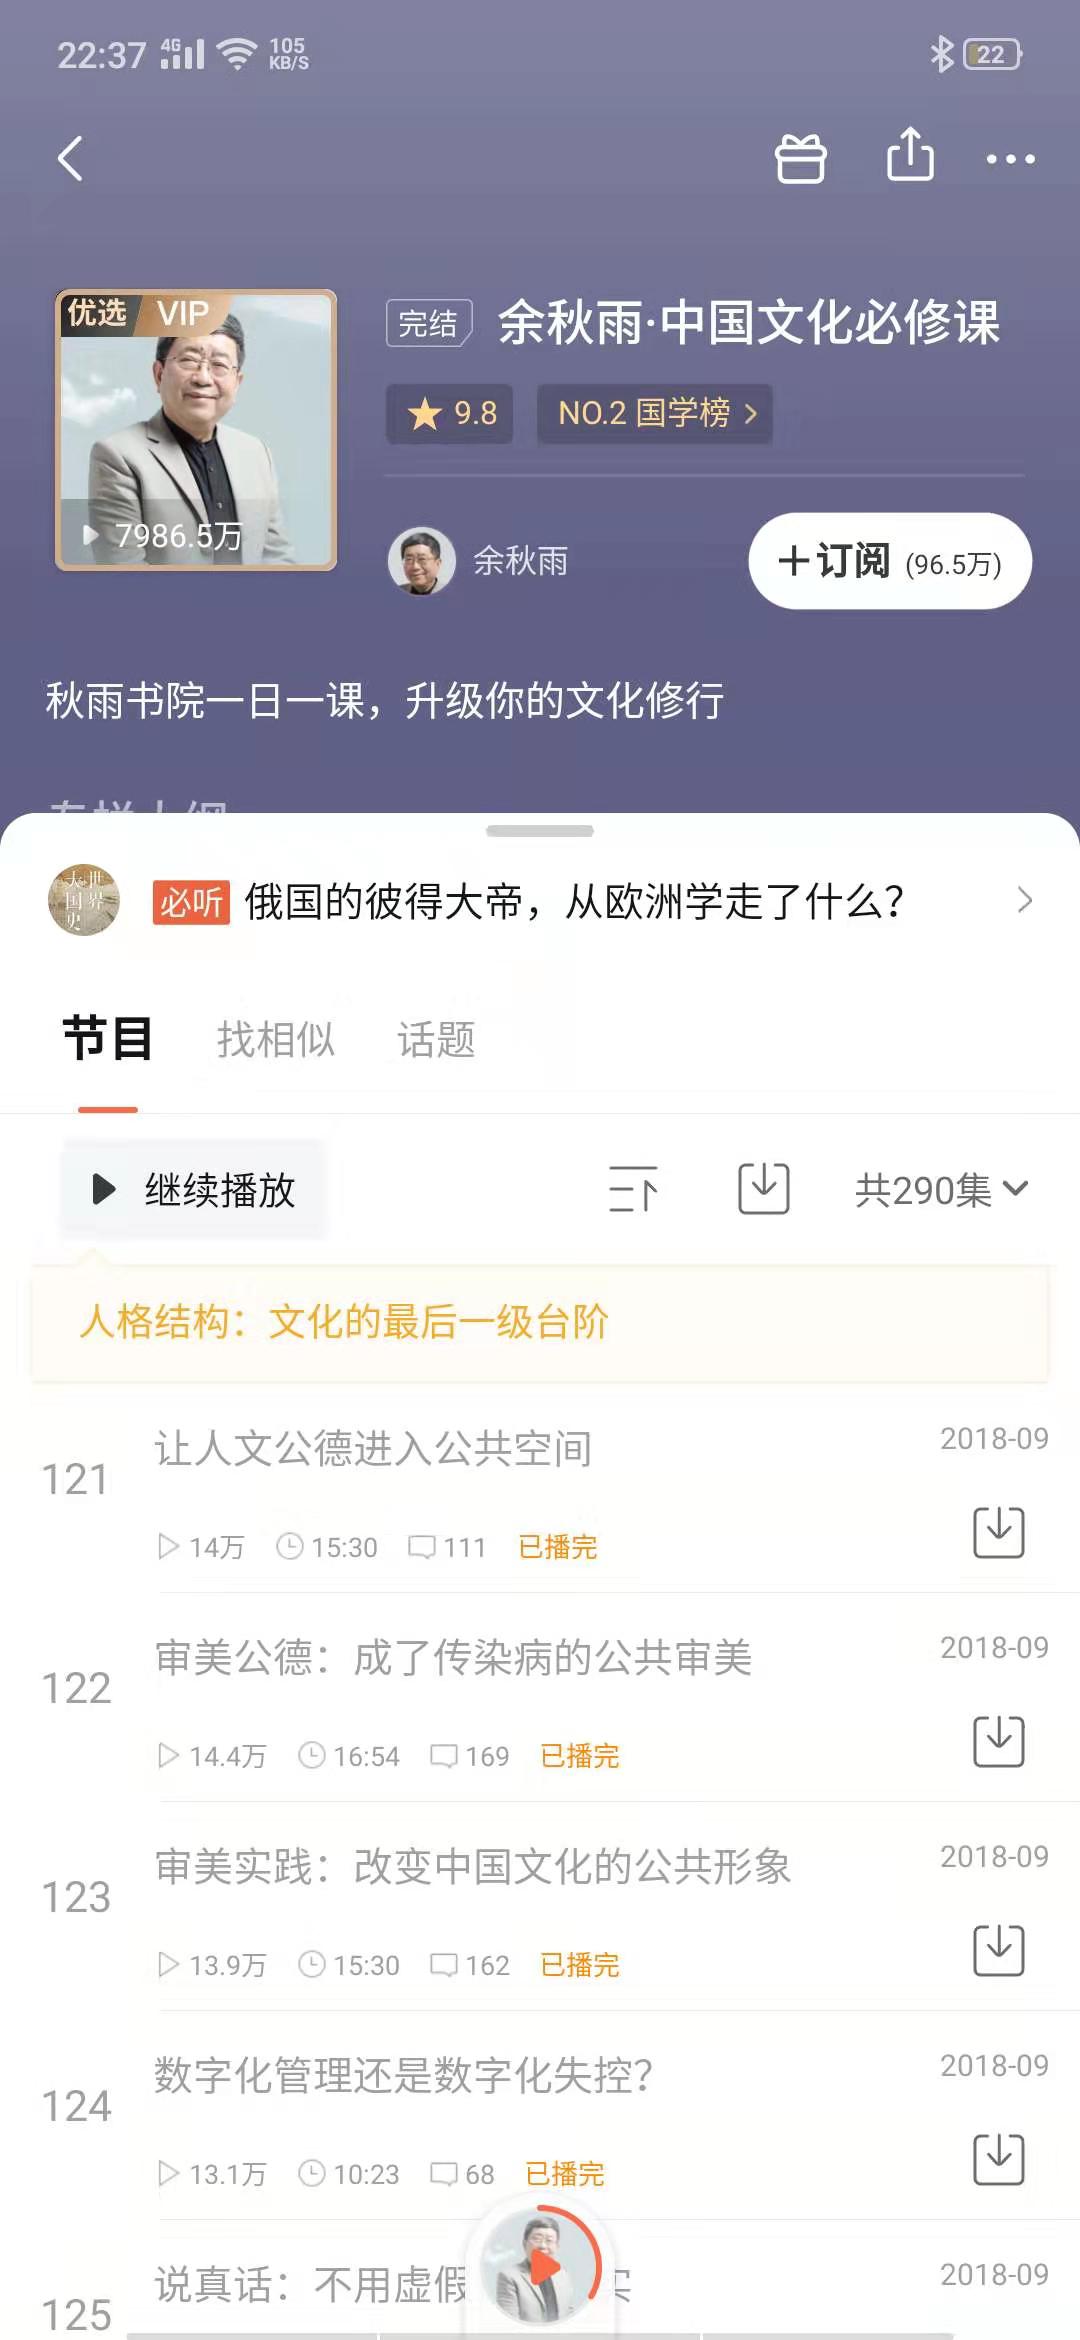 22:37 4G 105 KB/S 22
优选 VIP
完结 余秋雨·中国文化必修课
9.8 NO.2 国学榜
7986.5万
余秋雨
+订阅 (96.5万)
秋雨书院一日一课，升级你的文化修行
世界大国史
必听 俄国的彼得大帝，从欧洲学走了什么？
节目 找相似 话题
继续播放 共290集
人格结构：文化的最后一级台阶
121 让人文公德进入公共空间 2018-09
14万 15:30 111 已播完
122 审美公德：成了传染病的公共审美 2018-09
14.4万 16:54 169 已播完
123 审美实践：改变中国文化的公共形象 2018-09
13.9万 15:30 162 已播完
124 数字化管理还是数字化失控？ 2018-09
13.1万 10:23 68 已播完
125 说真话：不用虚假 2018-09